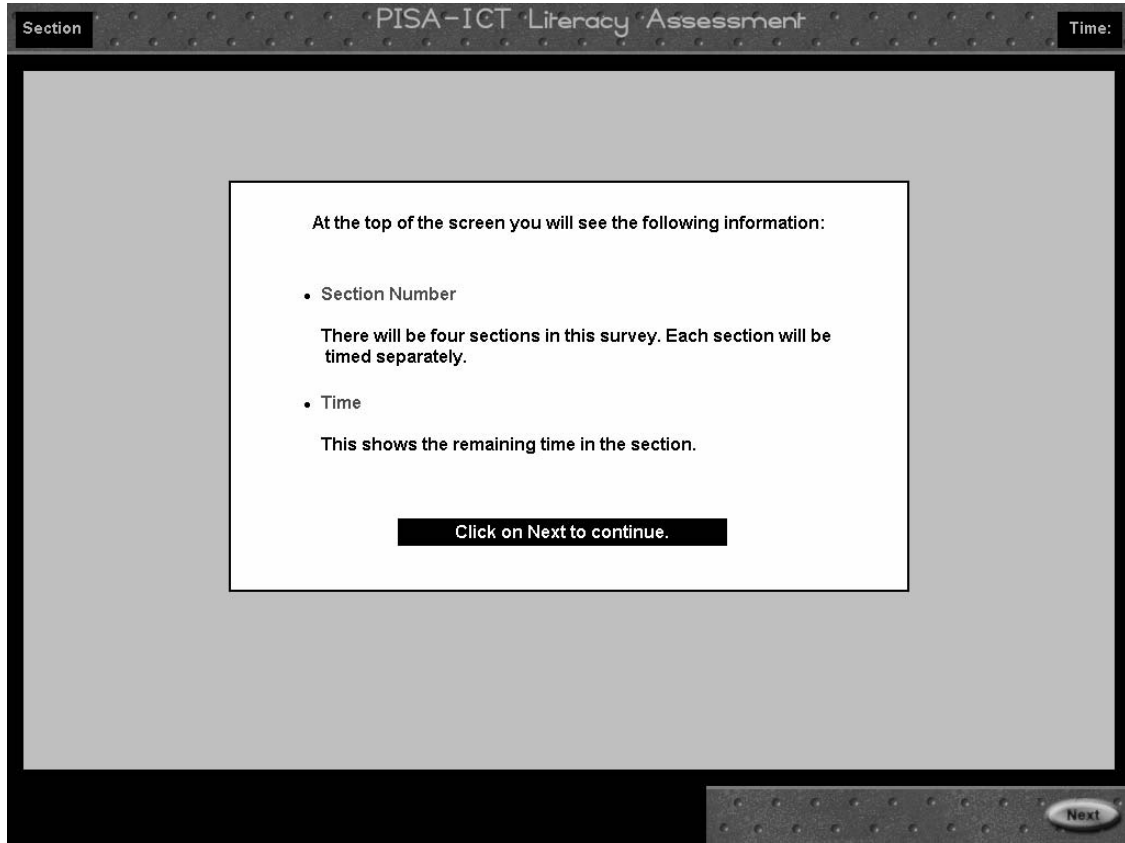 Section
PISA-ICT Literacy Assessment
Time:
At the top of the screen you will see the following information:
• Section Number
There will be four sections in this survey. Each section will be
timed separately.
• Time
This shows the remaining time in the section.
Click on Next to continue.
Next